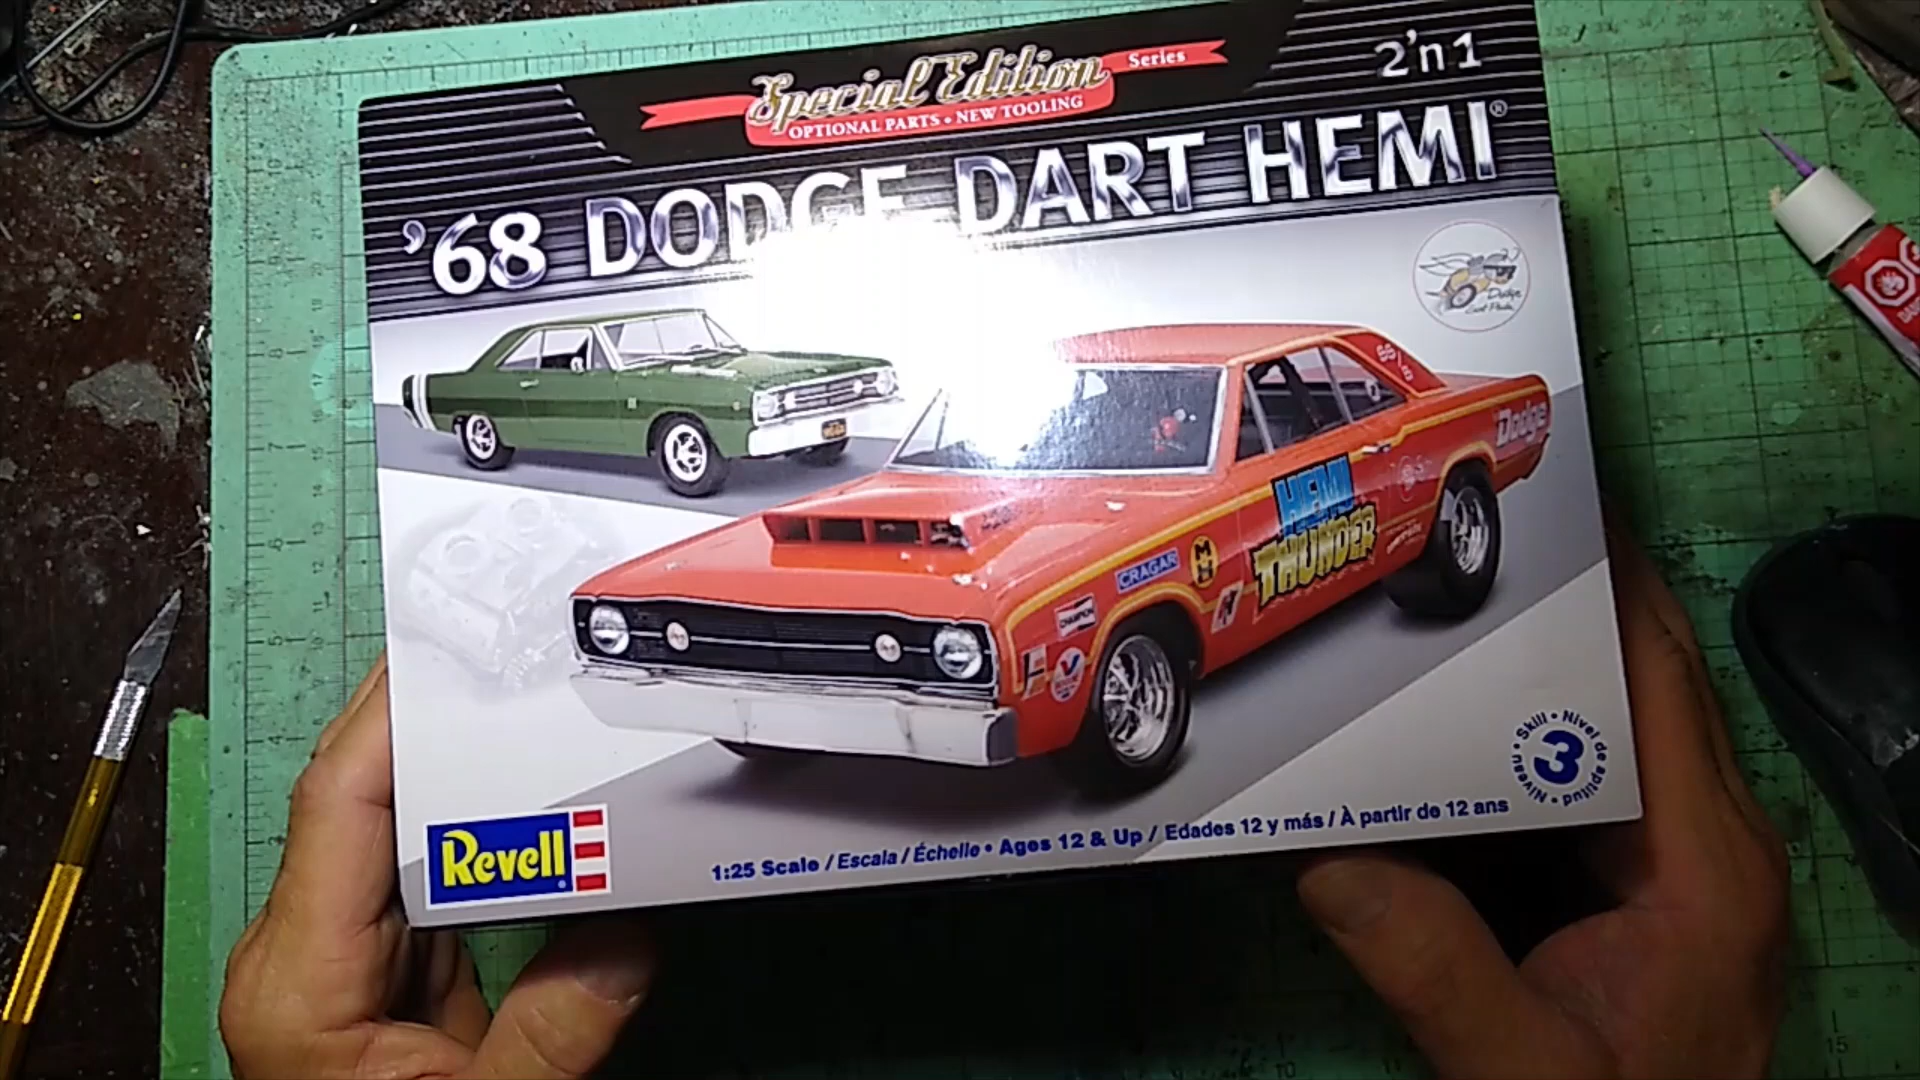 Special Edition Series
OPTIONAL PARTS • NEW TOOLING
2'n1
'68 DODGE DART HEMI®
Dodge
HEMI
THUNDER
CRAGAR
CHAMPION
Revell
1:25 Scale / Escala / Échelle • Ages 12 & Up / Edades 12 y más / À partir de 12 ans
Skill • Nivel de aptitud • Niveau •
3